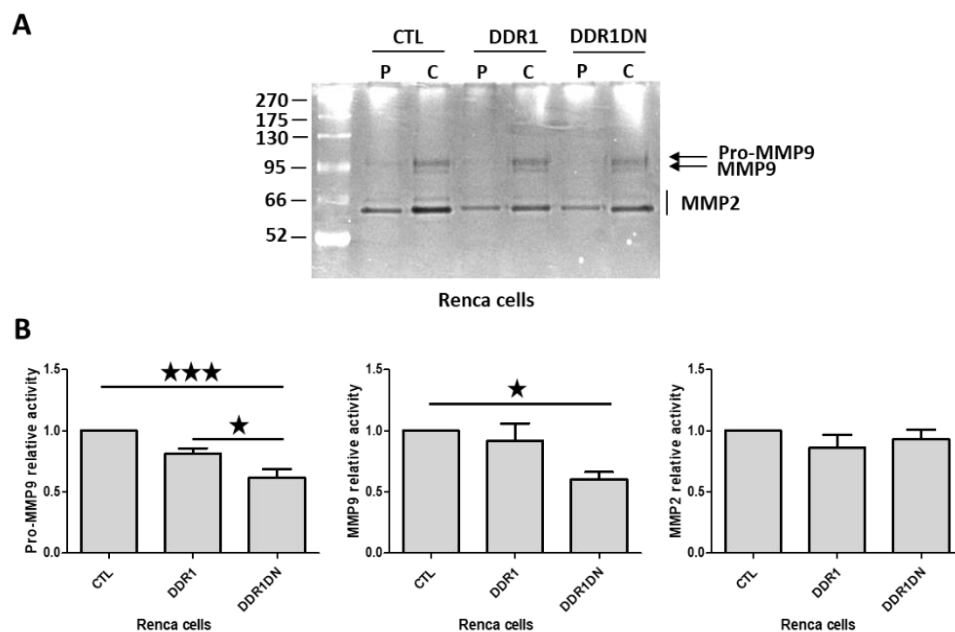 A
CTL DDR1 DDR1DN
P C P C P C
270
175
130
95
66
52
Pro-MMP9
MMP9
MMP2
Renca cells
B
Pro-MMP9 relative activity
1.5
1.0
0.5
0.0
CTL
DDR1
DDR1DN
Renca cells
MMP9 relative activity
1.5
1.0
0.5
0.0
CTL
DDR1
DDR1DN
Renca cells
MMP2 relative activity
1.5
1.0
0.5
0.0
CTL
DDR1
DDR1DN
Renca cells